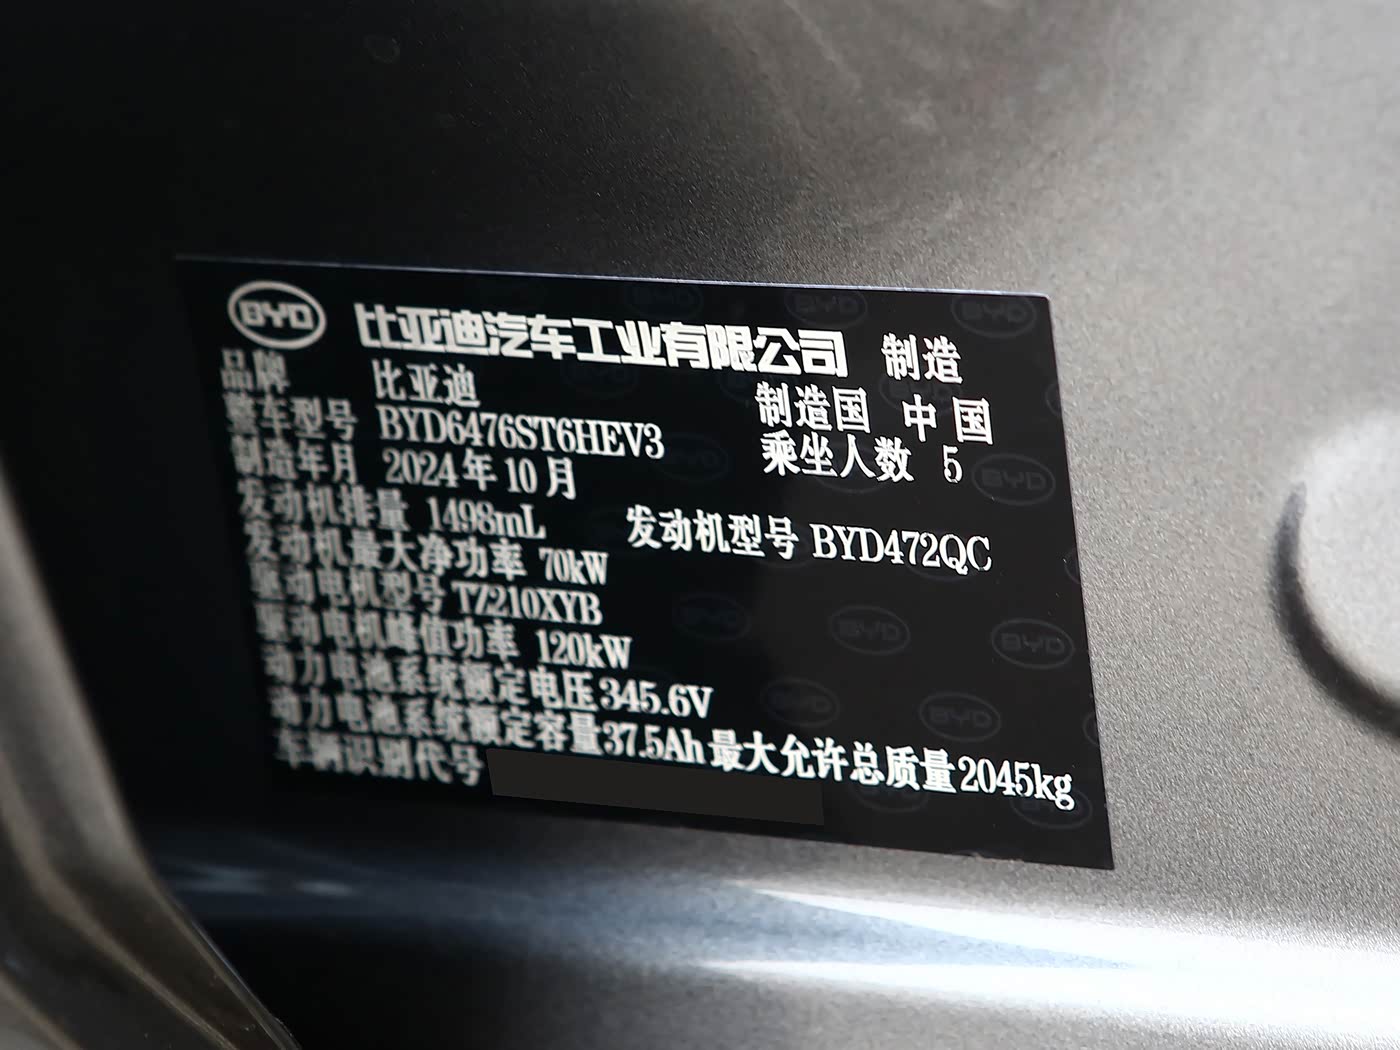 BYD 比亚迪汽车工业有限公司 制造
品牌 比亚迪 制造国 中国
整车型号 BYD6476ST6HEV3 乘坐人数 5
制造年月 2024年10月
发动机排量 1498mL 发动机型号 BYD472QC
发动机最大净功率 70kW
驱动电机型号 TZ210XYB
驱动电机峰值功率 120kW
动力电池系统额定电压 345.6V
动力电池系统额定容量 37.5Ah 最大允许总质量 2045kg
车辆识别代号